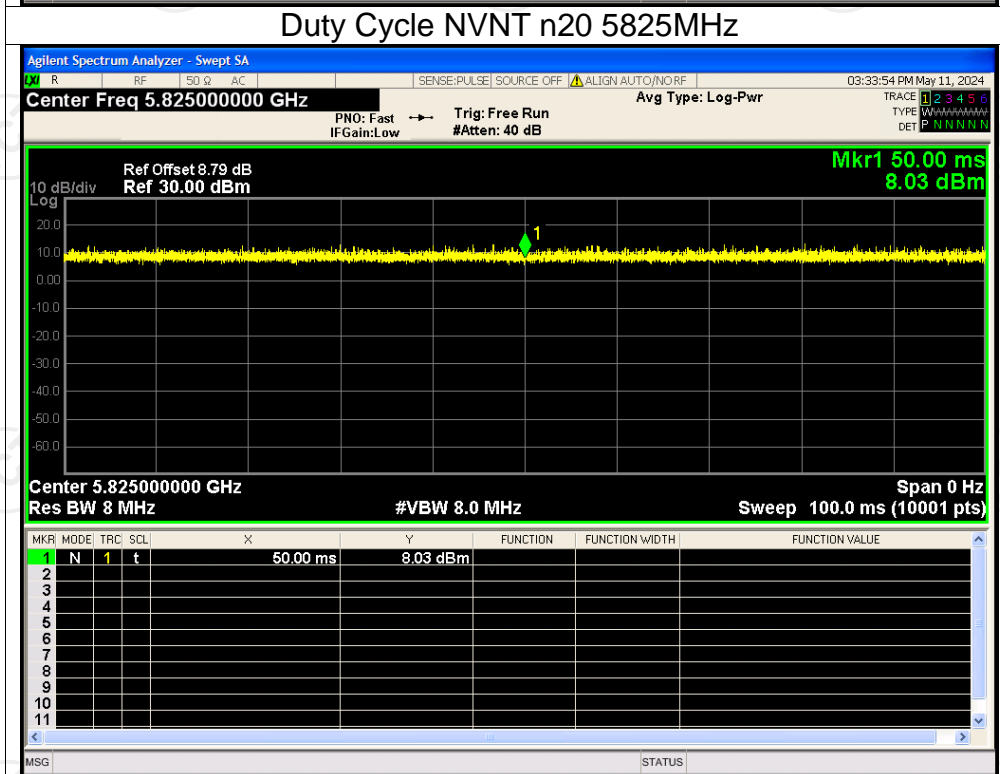 Duty Cycle NVNT n20 5825MHz
Agilent Spectrum Analyzer - Swept SA
LXI R RF 50 Ω AC SENSE:PULSE SOURCE OFF ALIGN AUTO/NO RF 03:33:54 PM May 11, 2024
Center Freq 5.825000000 GHz
PNO: Fast
IFGain:Low
Trig: Free Run
#Atten: 40 dB
Avg Type: Log-Pwr
TRACE 1 2 3 4 5 6
TYPE WWWWWW
DET P N N N N N
Mkr1 50.00 ms
8.03 dBm
Ref Offset 8.79 dB
10 dB/div Ref 30.00 dBm
Log
20.0
10.0
0.00
-10.0
-20.0
-30.0
-40.0
-50.0
-60.0
1
Center 5.825000000 GHz Span 0 Hz
Res BW 8 MHz #VBW 8.0 MHz Sweep 100.0 ms (10001 pts)
MKR MODE TRC SCL X Y FUNCTION FUNCTION WIDTH FUNCTION VALUE
1 N 1 t 50.00 ms 8.03 dBm
2
3
4
5
6
7
8
9
10
11
MSG STATUS